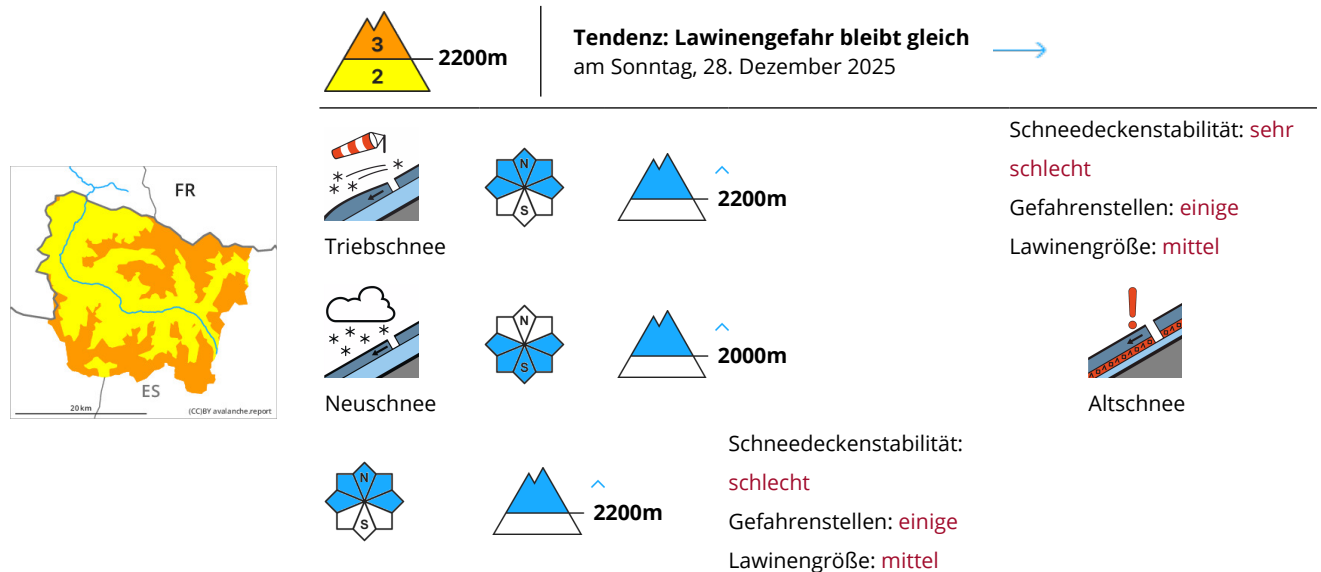 3
2
2200m
Tendenz: Lawinengefahr bleibt gleich
am Sonntag, 28. Dezember 2025
FR
ES
20 km
(CC)BY avalanche.report
Triebschnee
N
S
2200m
Schneedeckenstabilität: sehr
schlecht
Gefahrenstellen: einige
Lawinengröße: mittel
Neuschnee
N
S
2000m
Altschnee
N
S
2200m
Schneedeckenstabilität:
schlecht
Gefahrenstellen: einige
Lawinengröße: mittel